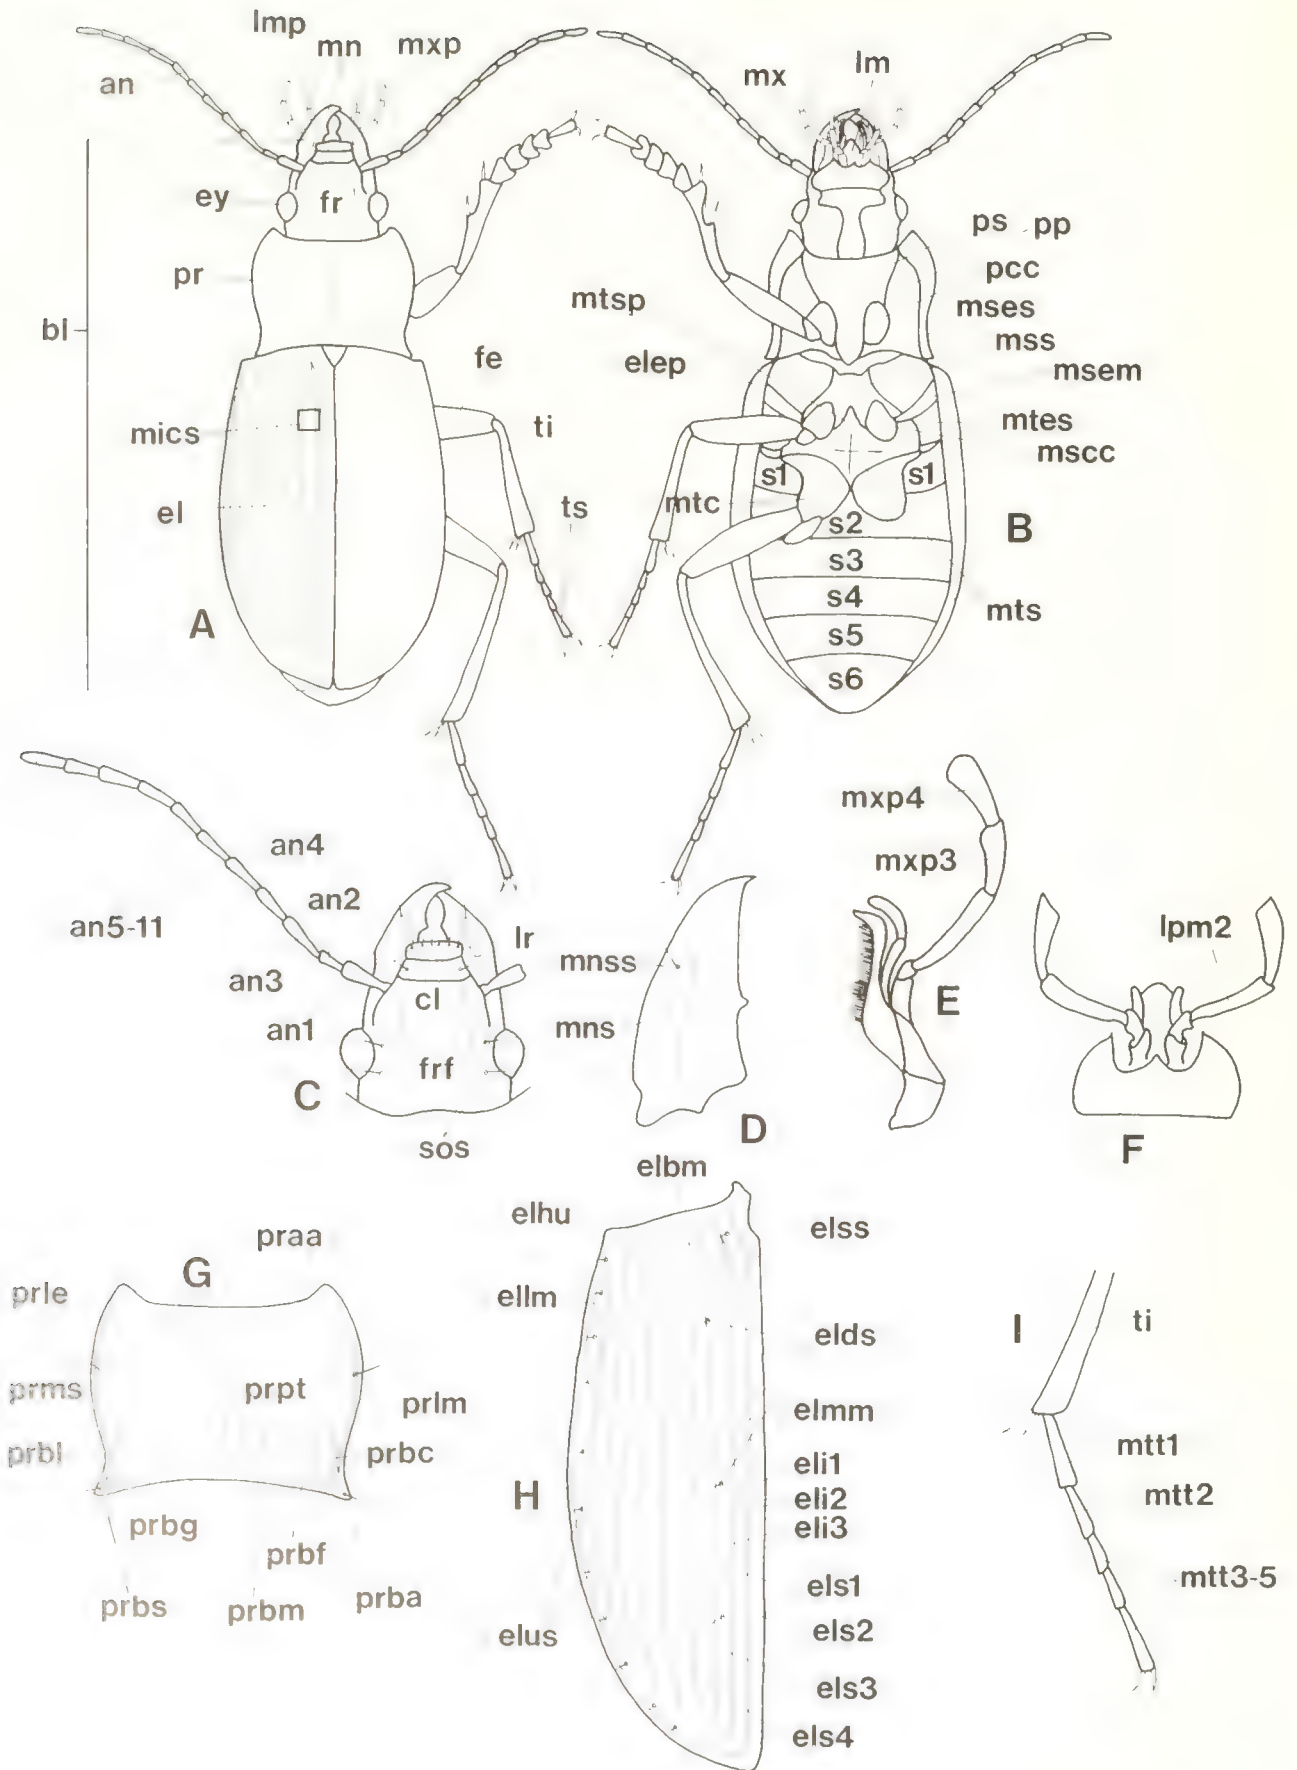 lmp
mn
mxp
an
ey
fr
pr
bl
mics
el
A
fe
ti
ts
mx
lm
ps
pp
pcc
mses
mss
msem
mtes
mscc
mtsp
elep
mtc
s1
s1
s2
s3
s4
s5
s6
B
mts
an4
an2
an5-11
an3
an1
lr
cl
frf
C
sós
mnss
mns
D
mxp4
mxp3
E
lpm2
F
praa
G
prle
prms
prpt
prlm
prbl
prbc
prbg
prbf
prbs
prbm
prba
elbm
elhu
elss
ellm
elds
elmm
eli1
eli2
eli3
H
els1
els2
elus
els3
els4
I
ti
mtt1
mtt2
mtt3-5